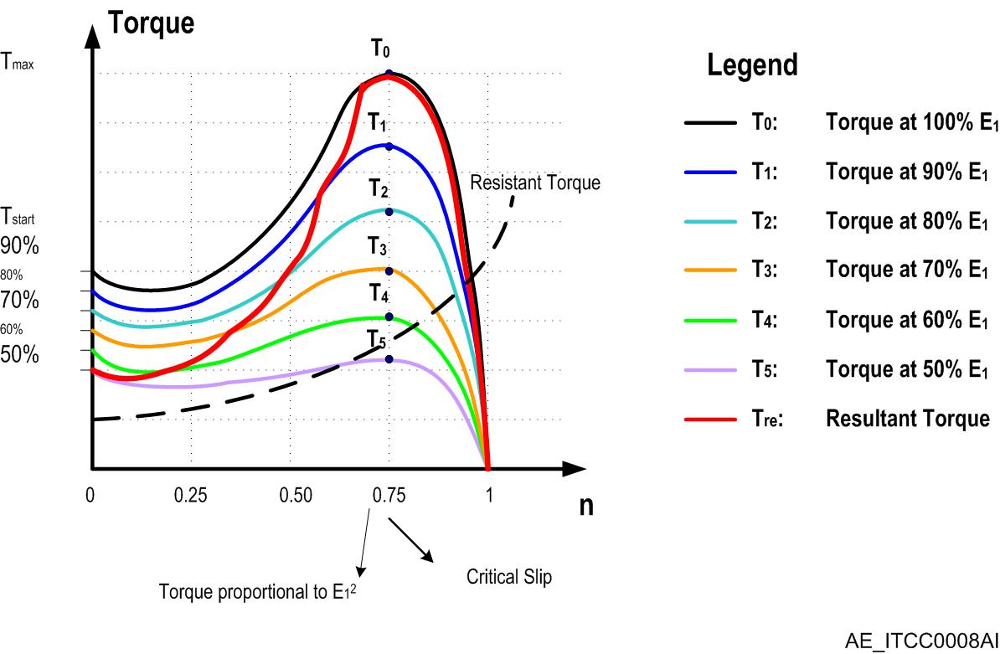 Torque
Tmax
Tstart
90%
80%
70%
60%
50%
T0
T1
T2
T3
T4
T5
Resistant Torque
0 0.25 0.50 0.75 1
n
Torque proportional to E1²
Critical Slip
Legend
T0: Torque at 100% E1
T1: Torque at 90% E1
T2: Torque at 80% E1
T3: Torque at 70% E1
T4: Torque at 60% E1
T5: Torque at 50% E1
Tre: Resultant Torque
AE_ITCC0008AI